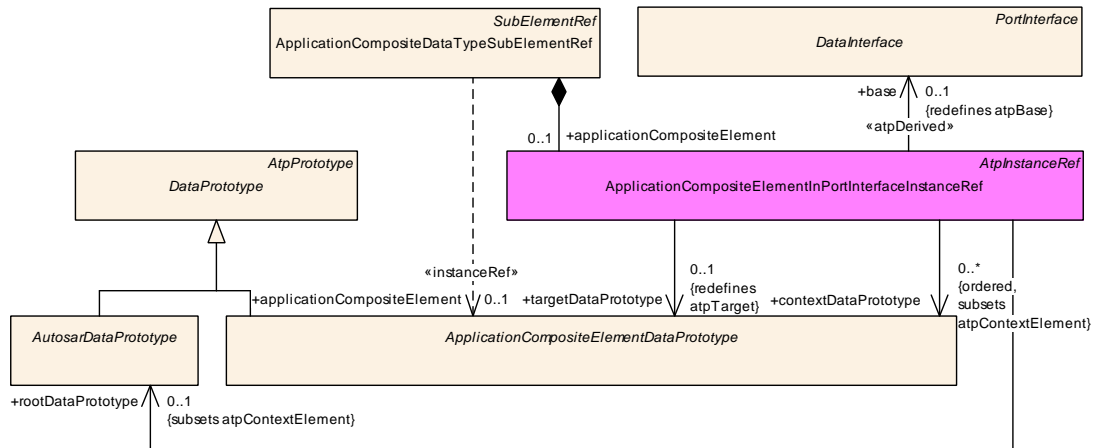 SubElementRef
ApplicationCompositeDataTypeSubElementRef
PortInterface
DataInterface
+base
0..1
{redefines atpBase}
«atpDerived»
0..1
+applicationCompositeElement
AtpPrototype
DataPrototype
AtpInstanceRef
ApplicationCompositeElementInPortInterfaceInstanceRef
«instanceRef»
+applicationCompositeElement
0..1
+targetDataPrototype
0..1
{redefines
atpTarget}
+contextDataPrototype
0..*
{ordered,
subsets
atpContextElement}
AutosarDataPrototype
ApplicationCompositeElementDataPrototype
+rootDataPrototype
0..1
{subsets atpContextElement}